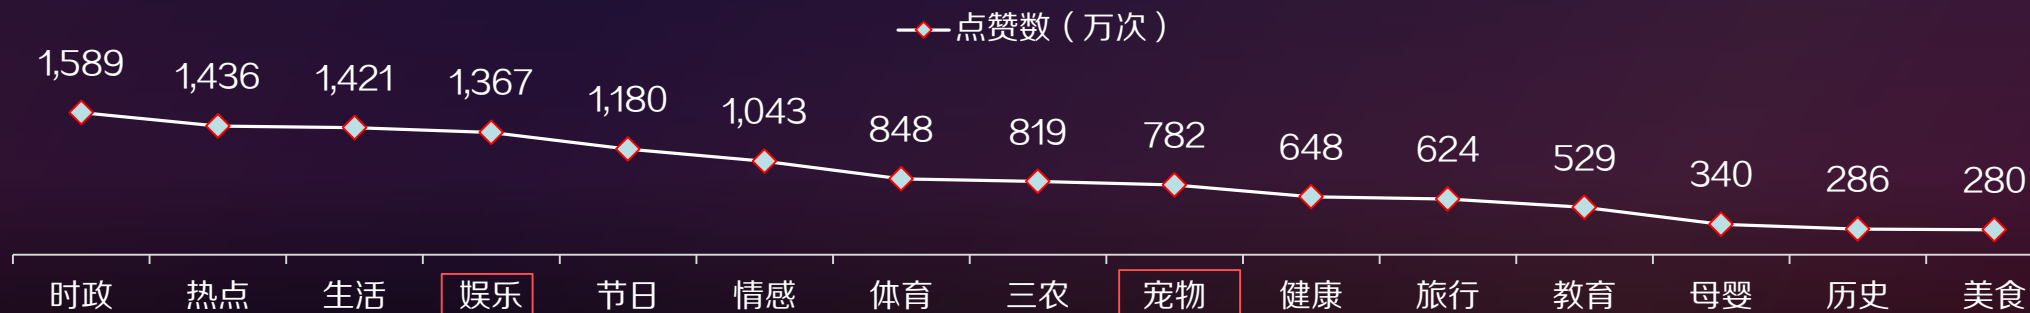 点赞数（万次）
1,589 1,436 1,421 1,367 1,180 1,043 848 819 782 648 624 529 340 286 280
时政 热点 生活 娱乐 节日 情感 体育 三农 宠物 健康 旅行 教育 母婴 历史 美食